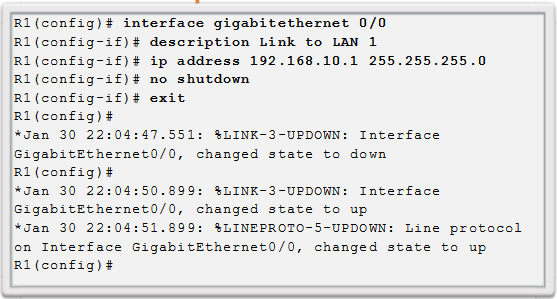 R1(config)# interface gigabitethernet 0/0
R1(config-if)# description Link to LAN 1
R1(config-if)# ip address 192.168.10.1 255.255.255.0
R1(config-if)# no shutdown
R1(config-if)# exit
R1(config)#
*Jan 30 22:04:47.551: %LINK-3-UPDOWN: Interface
GigabitEthernet0/0, changed state to down
R1(config)#
*Jan 30 22:04:50.899: %LINK-3-UPDOWN: Interface
GigabitEthernet0/0, changed state to up
*Jan 30 22:04:51.899: %LINEPROTO-5-UPDOWN: Line protocol
on Interface GigabitEthernet0/0, changed state to up
R1(config)#